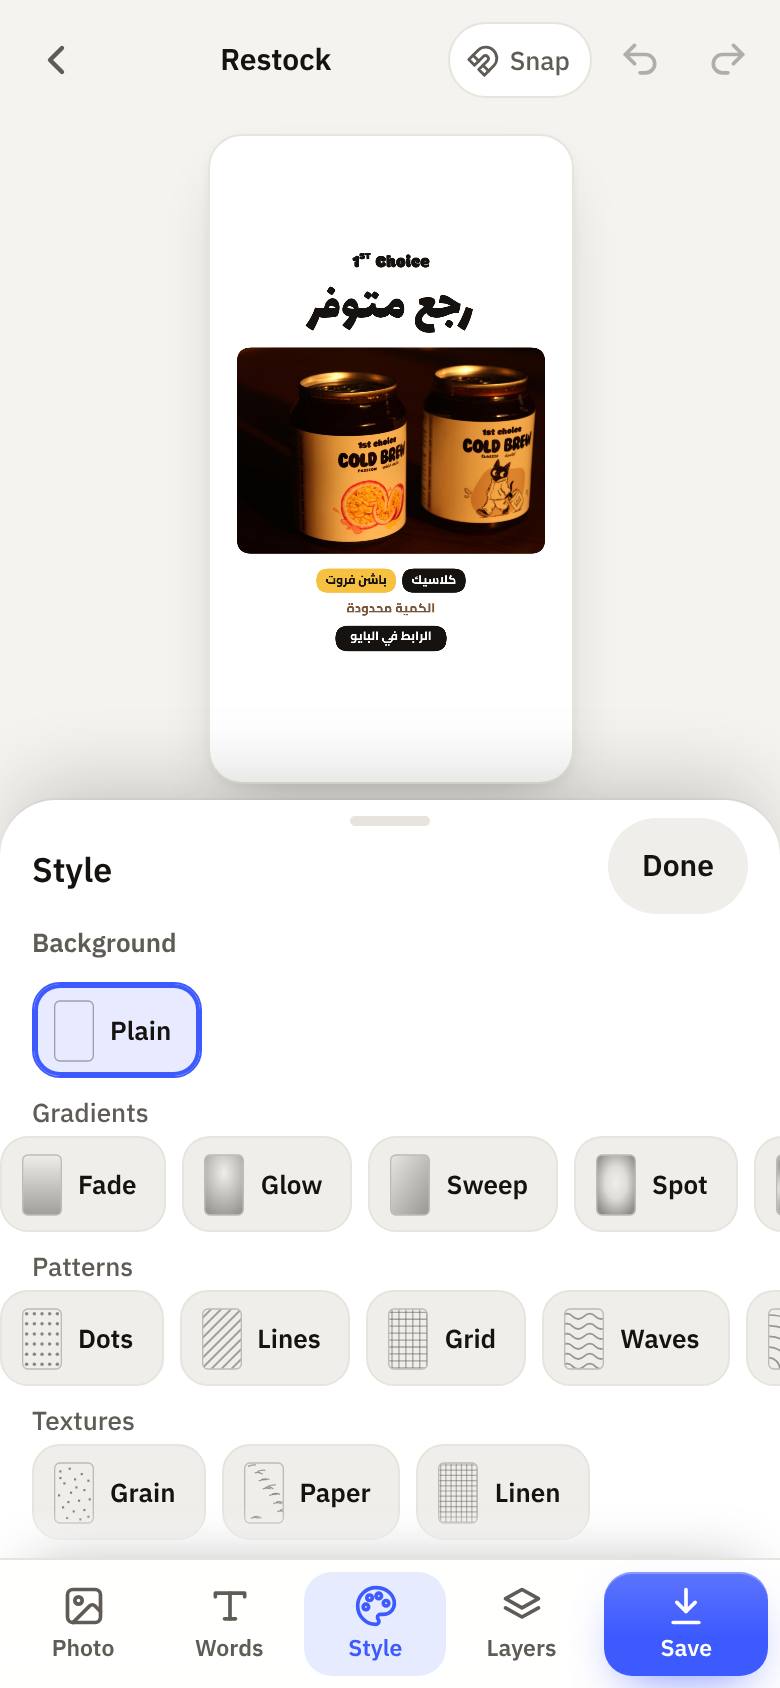 Restock
Snap
1ST Choice
رجع متوفر
1st choice
COLD BREW
1st choice
COLD BREW
كلاسيك باشن فروت
الكمية محدودة
الرابط في البايو
Style
Done
Background
Plain
Gradients
Fade Glow Sweep Spot
Patterns
Dots Lines Grid Waves
Textures
Grain Paper Linen
Photo Words Style Layers Save